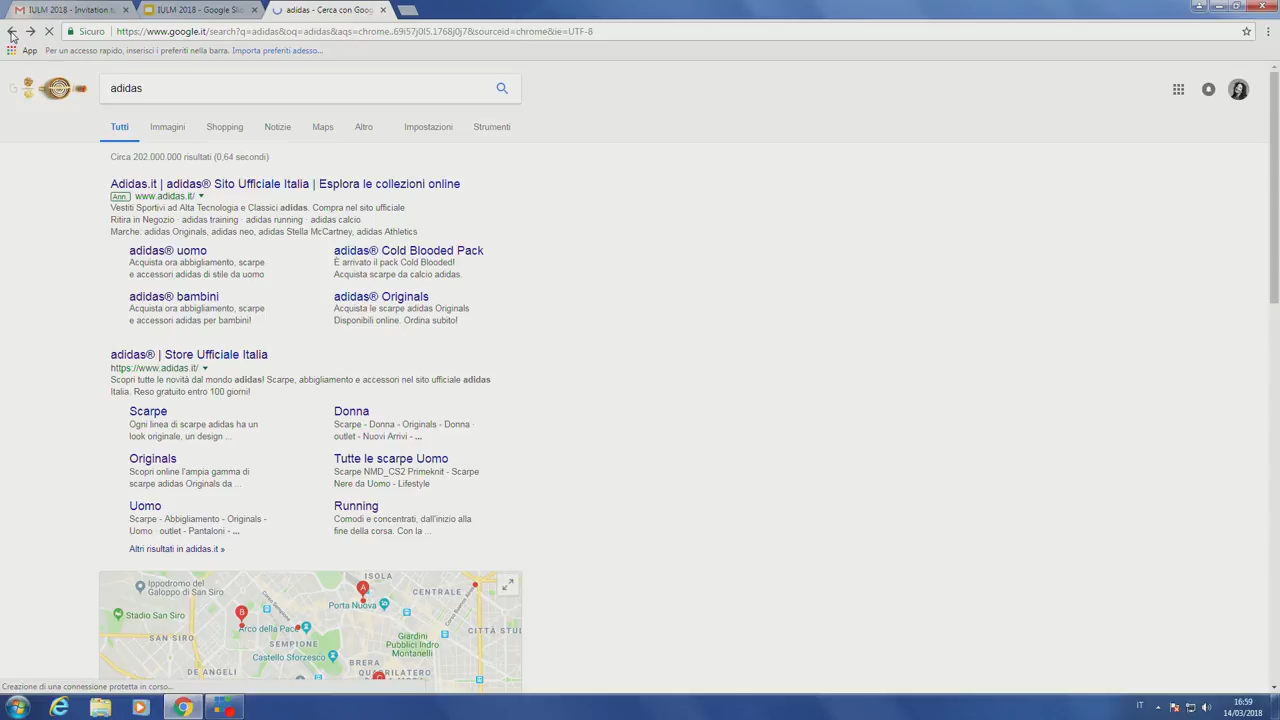 IULM 2018 - Invitation
IULM 2018 - Google
adidas - Cerca con Goog
Sicuro
https://www.google.it/search?q=adidas&oq=adidas&aqs=chrome..69i57j0l5.1768j0j7&sourceid=chrome&ie=UTF-8
App
Per un accesso rapido, inserisci i preferiti nella barra. Importa preferiti adesso...
adidas
Tutti Immagini Shopping Notizie Maps Altro Impostazioni Strumenti
Circa 202.000.000 risultati (0,64 secondi)
Adidas.it | adidas® Sito Ufficiale Italia | Esplora le collezioni online
Ann. www.adidas.it/
Vestiti Sportivi ad Alta Tecnologia e Classici adidas. Compra nel sito ufficiale
Ritira in Negozio · adidas training · adidas running · adidas calcio
Marche: adidas Originals, adidas neo, adidas Stella McCartney, adidas Athletics
adidas® uomo
Acquista ora abbigliamento, scarpe
e accessori adidas di stile da uomo
adidas® Cold Blooded Pack
È arrivato il pack Cold Blooded!
Acquista scarpe da calcio adidas.
adidas® bambini
Acquista ora abbigliamento, scarpe
e accessori adidas per bambini!
adidas® Originals
Acquista le scarpe adidas Originals
Disponibili online. Ordina subito!
adidas® | Store Ufficiale Italia
https://www.adidas.it/
Scopri tutte le novità dal mondo adidas! Scarpe, abbigliamento e accessori nel sito ufficiale adidas
Italia. Reso gratuito entro 100 giorni!
Scarpe
Ogni linea di scarpe adidas ha un
look originale, un design ...
Donna
Scarpe - Donna - Originals - Donna ·
outlet - Nuovi Arrivi - ...
Originals
Scopri online l'ampia gamma di
scarpe adidas Originals da ...
Tutte le scarpe Uomo
Scarpe NMD_CS2 Primeknit - Scarpe
Nere da Uomo - Lifestyle
Uomo
Scarpe - Abbigliamento - Originals -
Uomo · outlet - Pantaloni - ...
Running
Comodi e concentrati, dall'inizio alla
fine della corsa. Con la ...
Altri risultati in adidas.it »
Ippodromo del
Galoppo di San Siro
ISOLA
CENTRALE
A
Porta Nuova
Stadio San Siro
B
Arco della Pace
SAN SIRO
SEMPIONE
Giardini
Pubblici Indro
Montanelli
CITTÀ STU
Castello Sforzesco
BRERA
DE ANGELI
Creazione di una connessione protetta in corso...
IT
16:59
14/03/2018